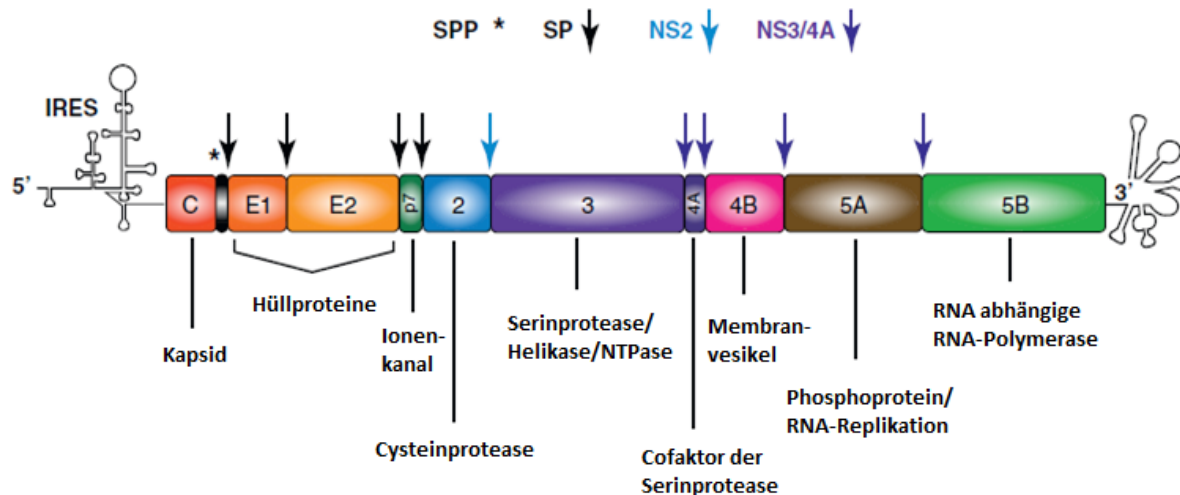 SPP * SP NS2 NS3/4A
IRES
*
5’ C E1 E2 p7 2 3 4A 4B 5A 5B 3’
Hüllproteine
Kapsid
Ionen-
kanal
Cysteinprotease
Serinprotease/
Helikase/NTPase
Cofaktor der
Serinprotease
Membran-
vesikel
Phosphoprotein/
RNA-Replikation
RNA abhängige
RNA-Polymerase